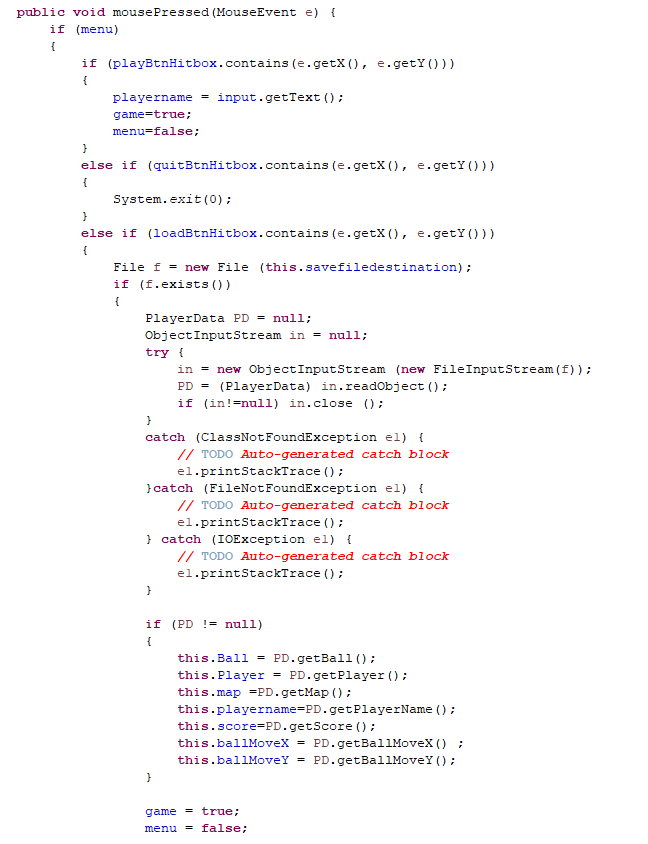 public void mousePressed(MouseEvent e) {
if (menu)
{
if (playBtnHitbox.contains(e.getX(), e.getY()))
{
playername = input.getText();
game=true;
menu=false;
}
else if (quitBtnHitbox.contains(e.getX(), e.getY()))
{
System.exit(0);
}
else if (loadBtnHitbox.contains(e.getX(), e.getY()))
{
File f = new File (this.savefiledestination);
if (f.exists())
{
PlayerData PD = null;
ObjectInputStream in = null;
try {
in = new ObjectInputStream (new FileInputStream(f));
PD = (PlayerData) in.readObject();
if (in!=null) in.close ();
}
catch (ClassNotFoundException e1) {
// TODO Auto-generated catch block
e1.printStackTrace();
}catch (FileNotFoundException e1) {
// TODO Auto-generated catch block
e1.printStackTrace();
} catch (IOException e1) {
// TODO Auto-generated catch block
e1.printStackTrace();
}
if (PD != null)
{
this.Ball = PD.getBall();
this.Player = PD.getPlayer();
this.map =PD.getMap();
this.playername=PD.getPlayerName();
this.score=PD.getScore();
this.ballMoveX = PD.getBallMoveX() ;
this.ballMoveY = PD.getBallMoveY();
}
game = true;
menu = false;